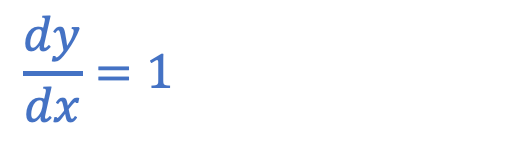 dy/dx = 1